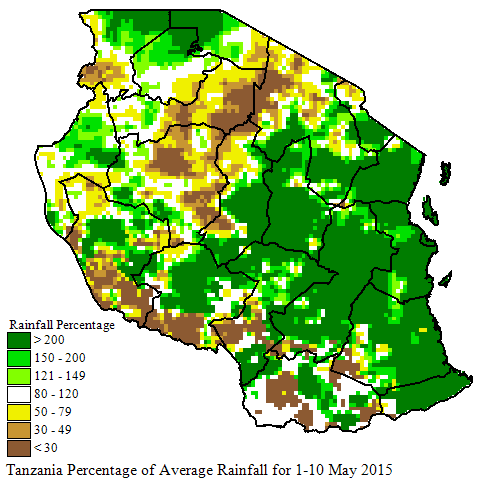 Rainfall Percentage
> 200
150 - 200
121 - 149
80 - 120
50 - 79
30 - 49
< 30
Tanzania Percentage of Average Rainfall for 1-10 May 2015